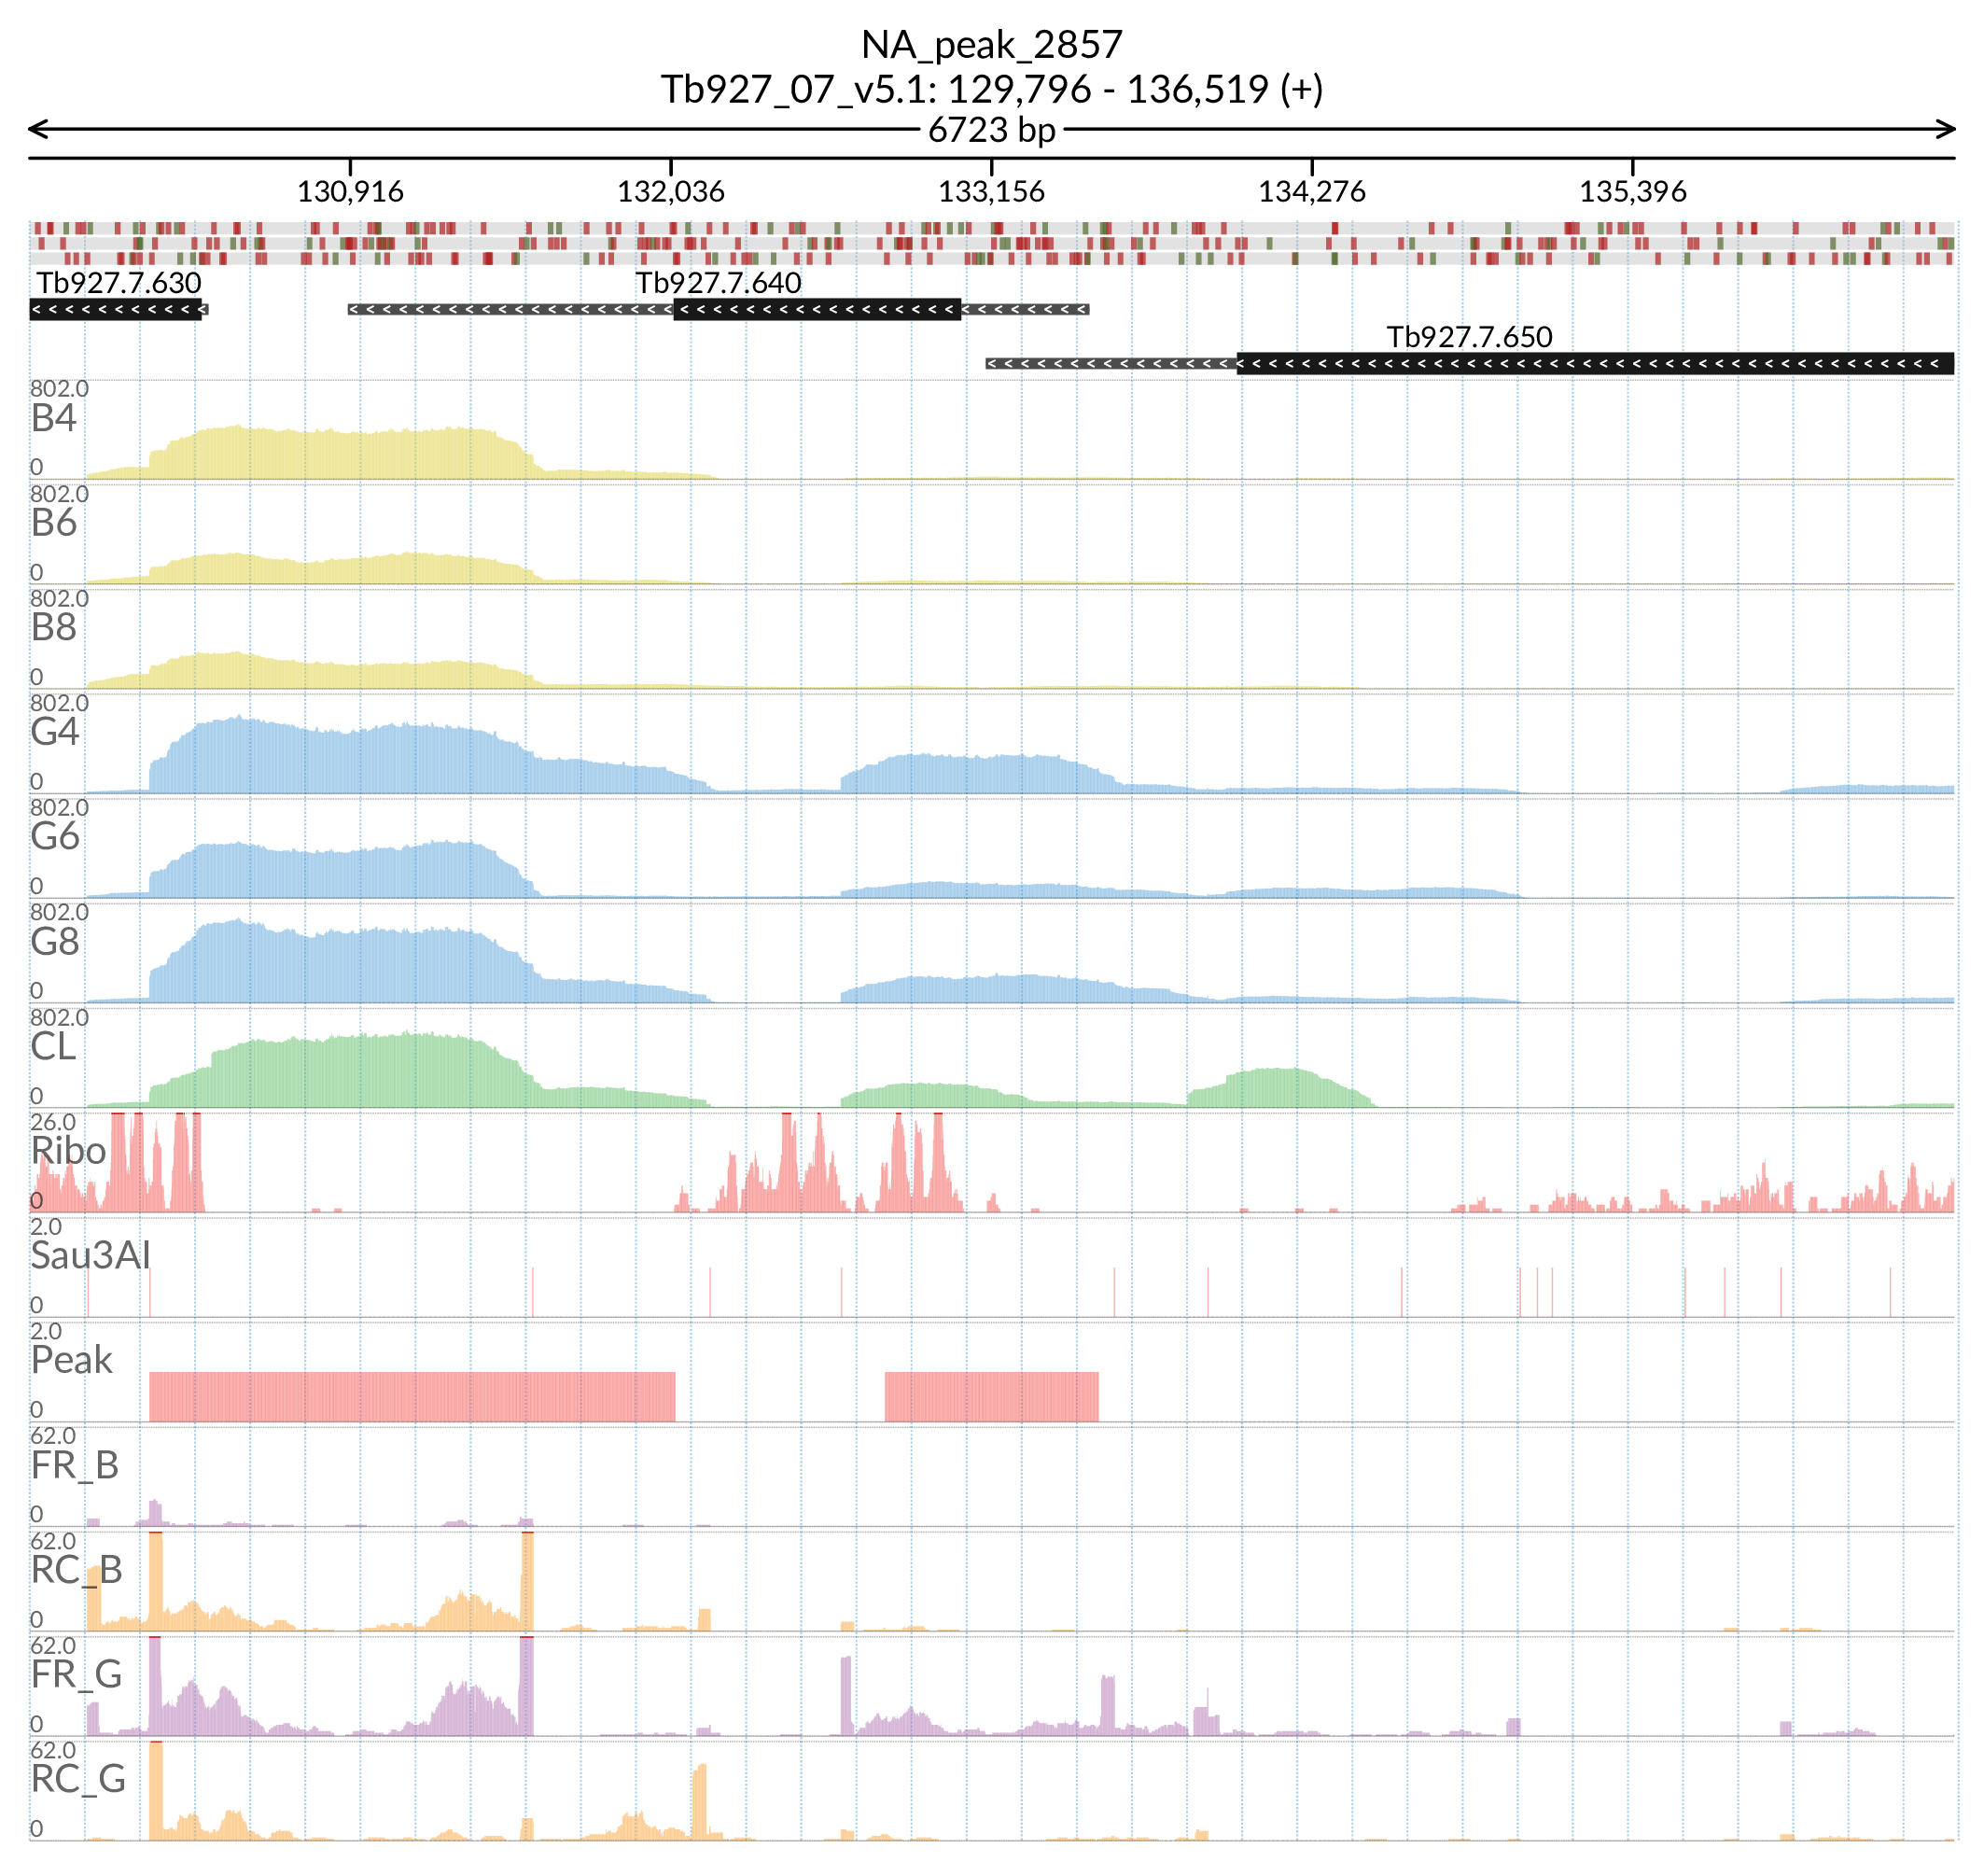 NA_peak_2857
Tb927_07_v5.1: 129,796 - 136,519 (+)
6723 bp
130,916 132,036 133,156 134,276 135,396
Tb927.7.630 Tb927.7.640
Tb927.7.650
802.0
B4
0
802.0
B6
0
802.0
B8
0
802.0
G4
0
802.0
G6
0
802.0
G8
0
802.0
CL
0
26.0
Ribo
0
2.0
Sau3AI
0
2.0
Peak
0
62.0
FR_B
0
62.0
RC_B
0
62.0
FR_G
0
62.0
RC_G
0